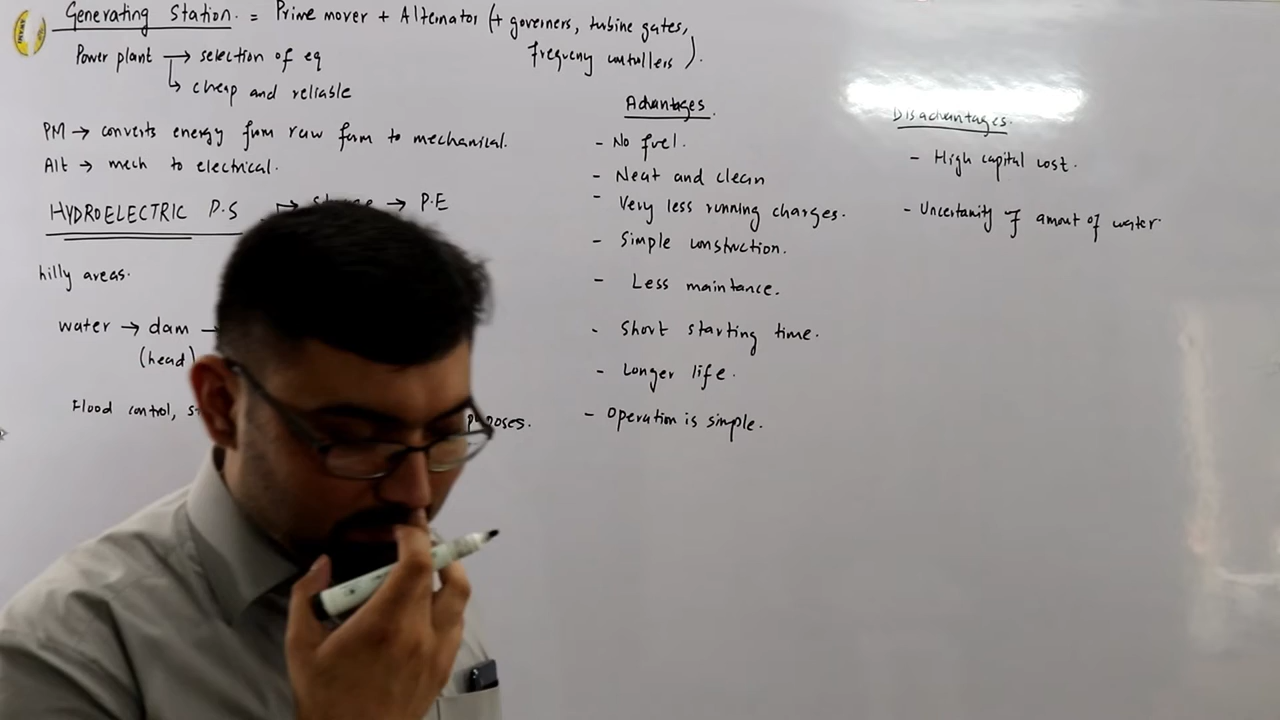 Generating Station. = Prime mover + Alternator (+ governers, turbine gates,
frequency controllers).
Power plant → selection of eq
↳ cheap and reliable
PM → converts energy from raw form to mechanical.
Alt → mech to electrical.
HYDROELECTRIC P.S → → P.E
hilly areas.
water → dam →
(head)
Flood control,
Advantages.
- No fuel.
- Neat and clean
- Very less running charges.
- Simple construction.
- Less maintance.
- Short starting time.
- Longer life.
- Operation is simple.
Disadvantages.
- High capital cost.
- Uncertanity of amount of water.